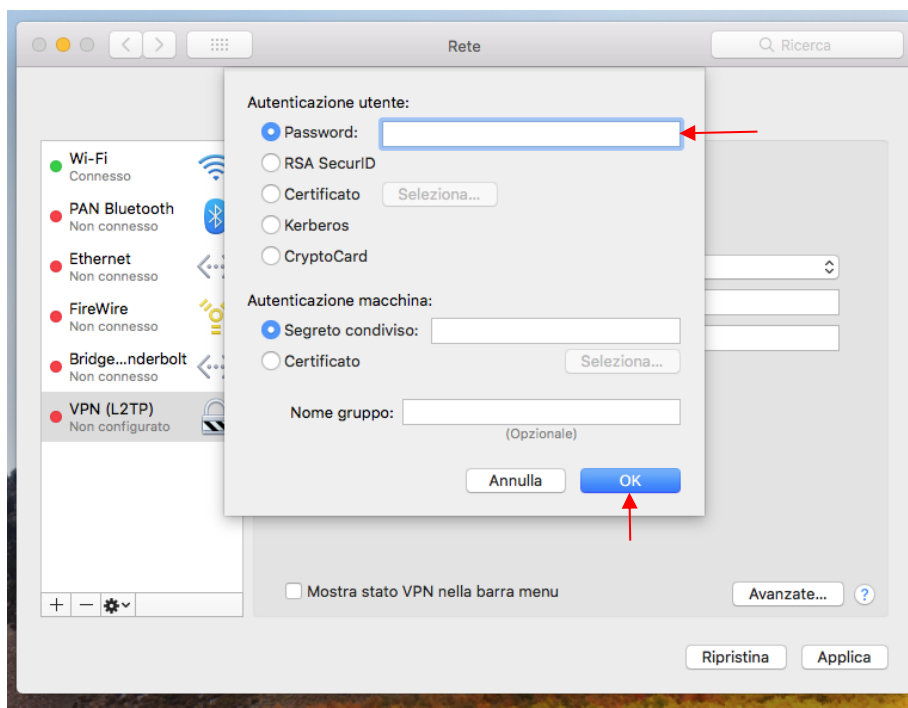 Rete
Ricerca
Autenticazione utente:
Password:
RSA SecurID
Certificato Seleziona...
Kerberos
CryptoCard
Autenticazione macchina:
Segreto condiviso:
Certificato Seleziona...
Nome gruppo:
(Opzionale)
Annulla OK
Wi-Fi
Connesso
PAN Bluetooth
Non connesso
Ethernet
Non connesso
FireWire
Non connesso
Bridge...nderbolt
Non connesso
VPN (L2TP)
Non configurato
Mostra stato VPN nella barra menu
Avanzate... ?
Ripristina Applica